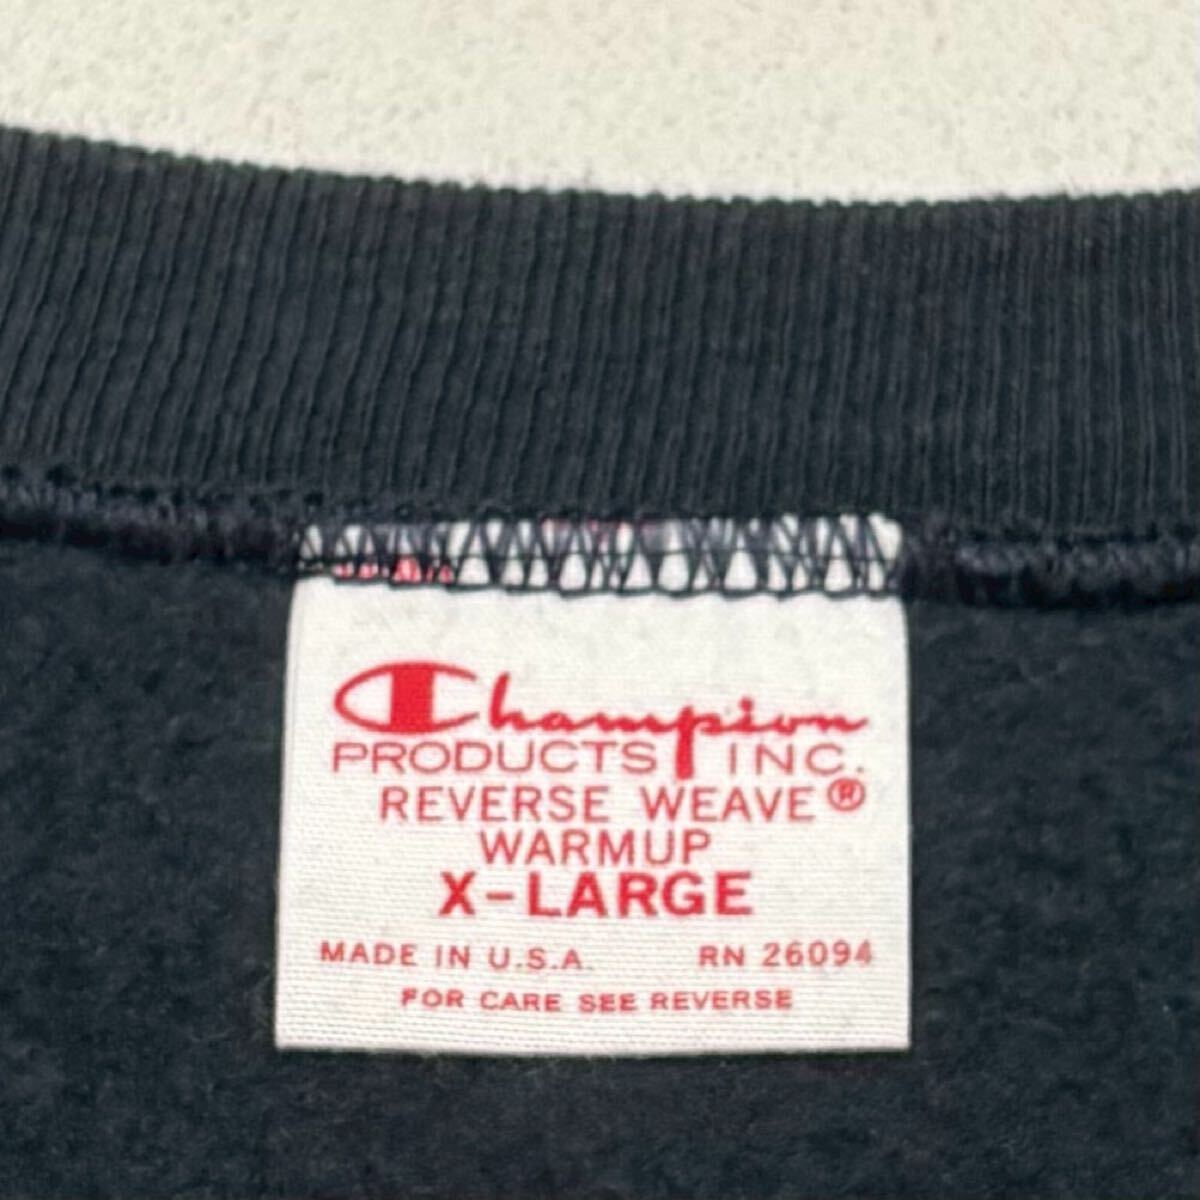 Champion
PRODUCTS INC.
REVERSE WEAVE®
WARMUP
X-LARGE
MADE IN U.S.A. RN 26094
FOR CARE SEE REVERSE